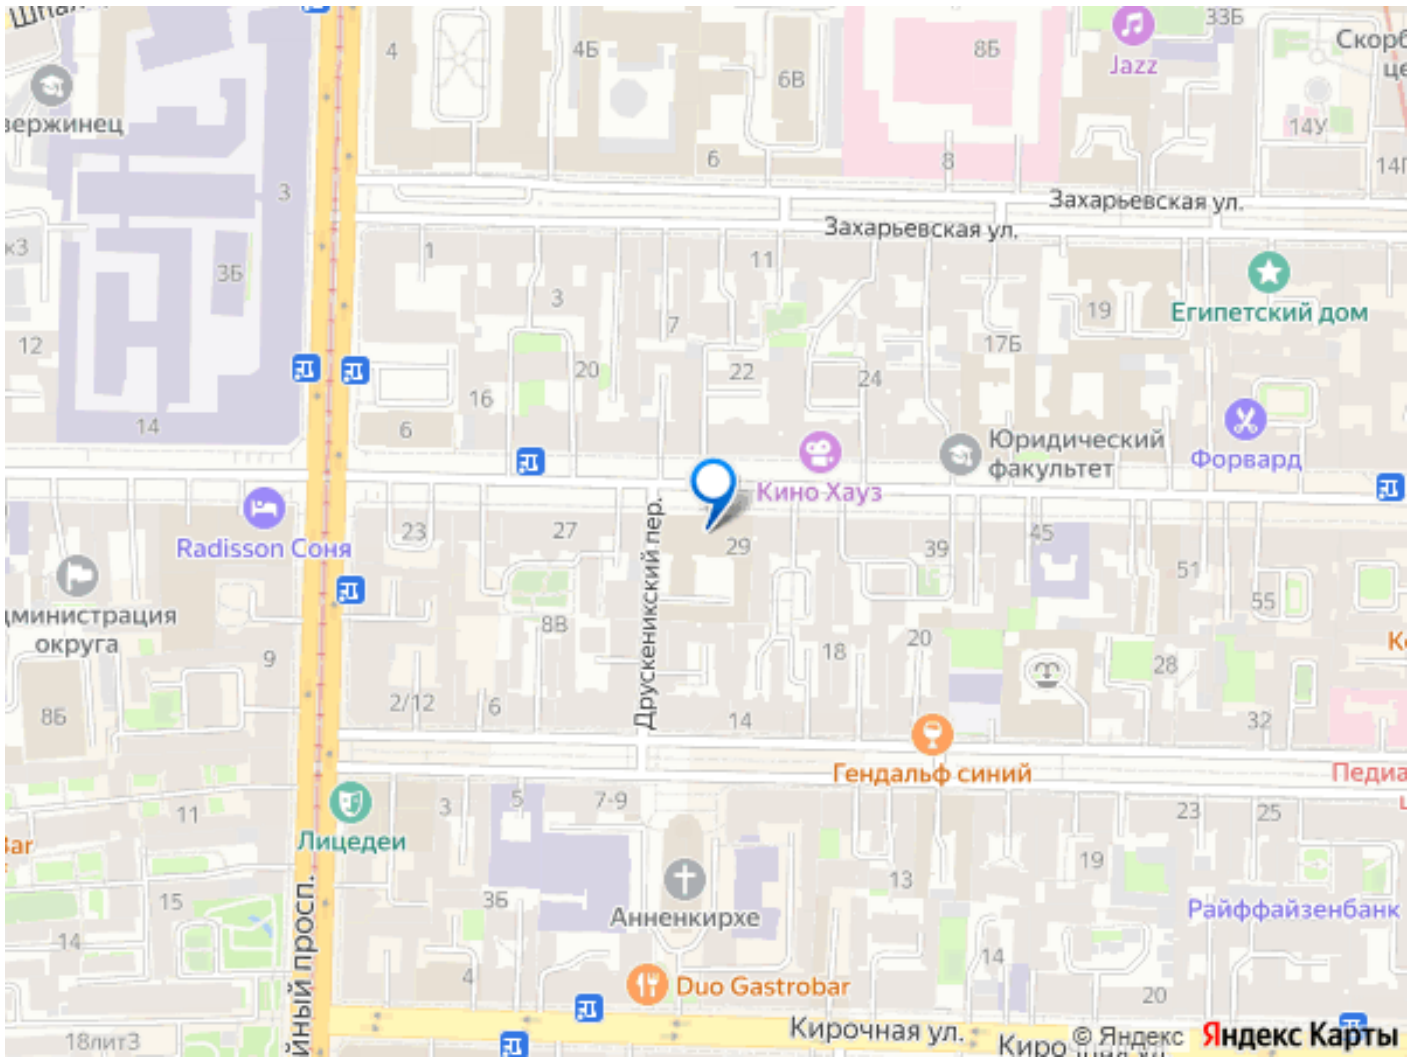 4
4Б
6В
8Б
Jazz
33Б
14У
6
8
3
3Б
12
14
Захарьевская ул.
Захарьевская ул.
1
3
7
11
19
17Б
Египетский дом
20
22
24
16
6
Юридический
факультет
Форвард
Кино Хауз
Radisson Соня
23
27
29
39
45
51
55
округа
9
8Б
8В
2/12
6
14
18
20
28
32
Друскеникский пер.
Гендальф синий
Лицедеи
3
5
7-9
11
13
19
23
25
15
14
3Б
Анненкирхе
Райффайзенбанк
4
14
20
Duo Gastrobar
18лит3
просп.
Кирочная ул.
© Яндекс
Яндекс Карты